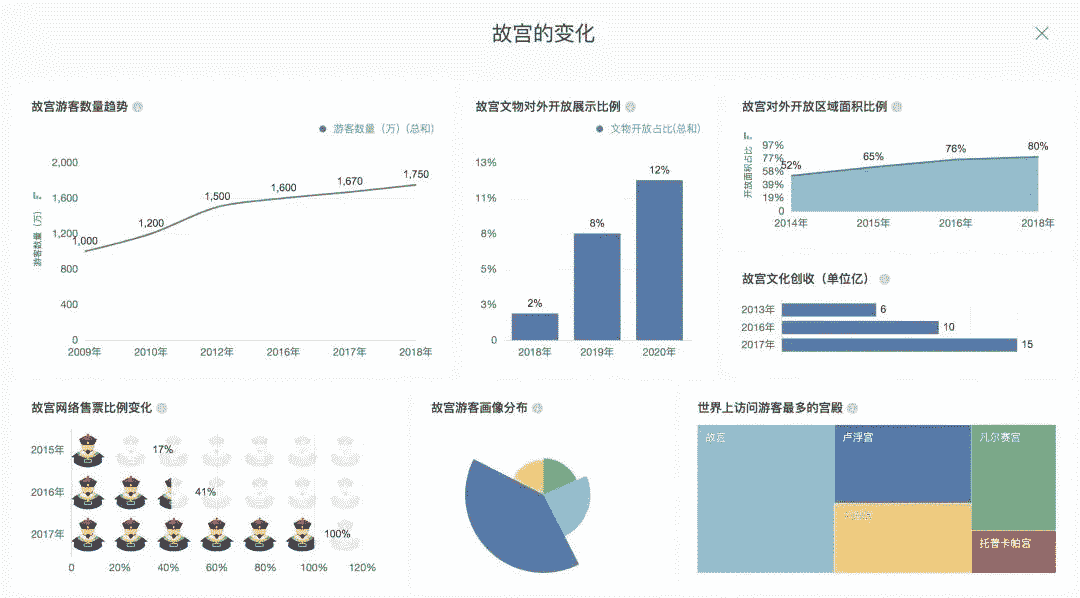 故宫的变化
故宫游客数量趋势
游客数量（万）(总和)
游客数量（万）
2,000
1,600
1,200
800
400
0
1,000
1,200
1,500
1,600
1,670
1,750
2009年
2010年
2012年
2016年
2017年
2018年
故宫文物对外开放展示比例
文物开放占比(总和)
13%
11%
8%
5%
3%
0
2%
8%
12%
2018年
2019年
2020年
故宫对外开放区域面积比例
开放面积占比
97%
77%
58%
39%
19%
0
52%
65%
76%
80%
2014年
2015年
2016年
2018年
故宫文化创收（单位亿）
2013年 6
2016年 10
2017年 15
故宫网络售票比例变化
2015年 17%
2016年 41%
2017年 100%
0 20% 40% 60% 80% 100% 120%
故宫游客画像分布
世界上访问游客最多的宫殿
故宫
卢浮宫
凡尔赛宫
托普卡帕宫